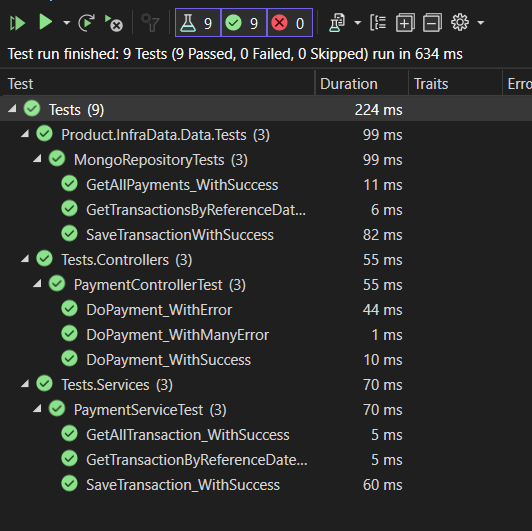 9 9 0
Test run finished: 9 Tests (9 Passed, 0 Failed, 0 Skipped) run in 634 ms
Test Duration Traits Erro
Tests (9) 224 ms
Product.InfraData.Data.Tests (3) 99 ms
MongoRepositoryTests (3) 99 ms
GetAllPayments_WithSuccess 11 ms
GetTransactionsByReferenceDat... 6 ms
SaveTransactionWithSuccess 82 ms
Tests.Controllers (3) 55 ms
PaymentControllerTest (3) 55 ms
DoPayment_WithError 44 ms
DoPayment_WithManyError 1 ms
DoPayment_WithSuccess 10 ms
Tests.Services (3) 70 ms
PaymentServiceTest (3) 70 ms
GetAllTransaction_WithSuccess 5 ms
GetTransactionByReferenceDate... 5 ms
SaveTransaction_WithSuccess 60 ms